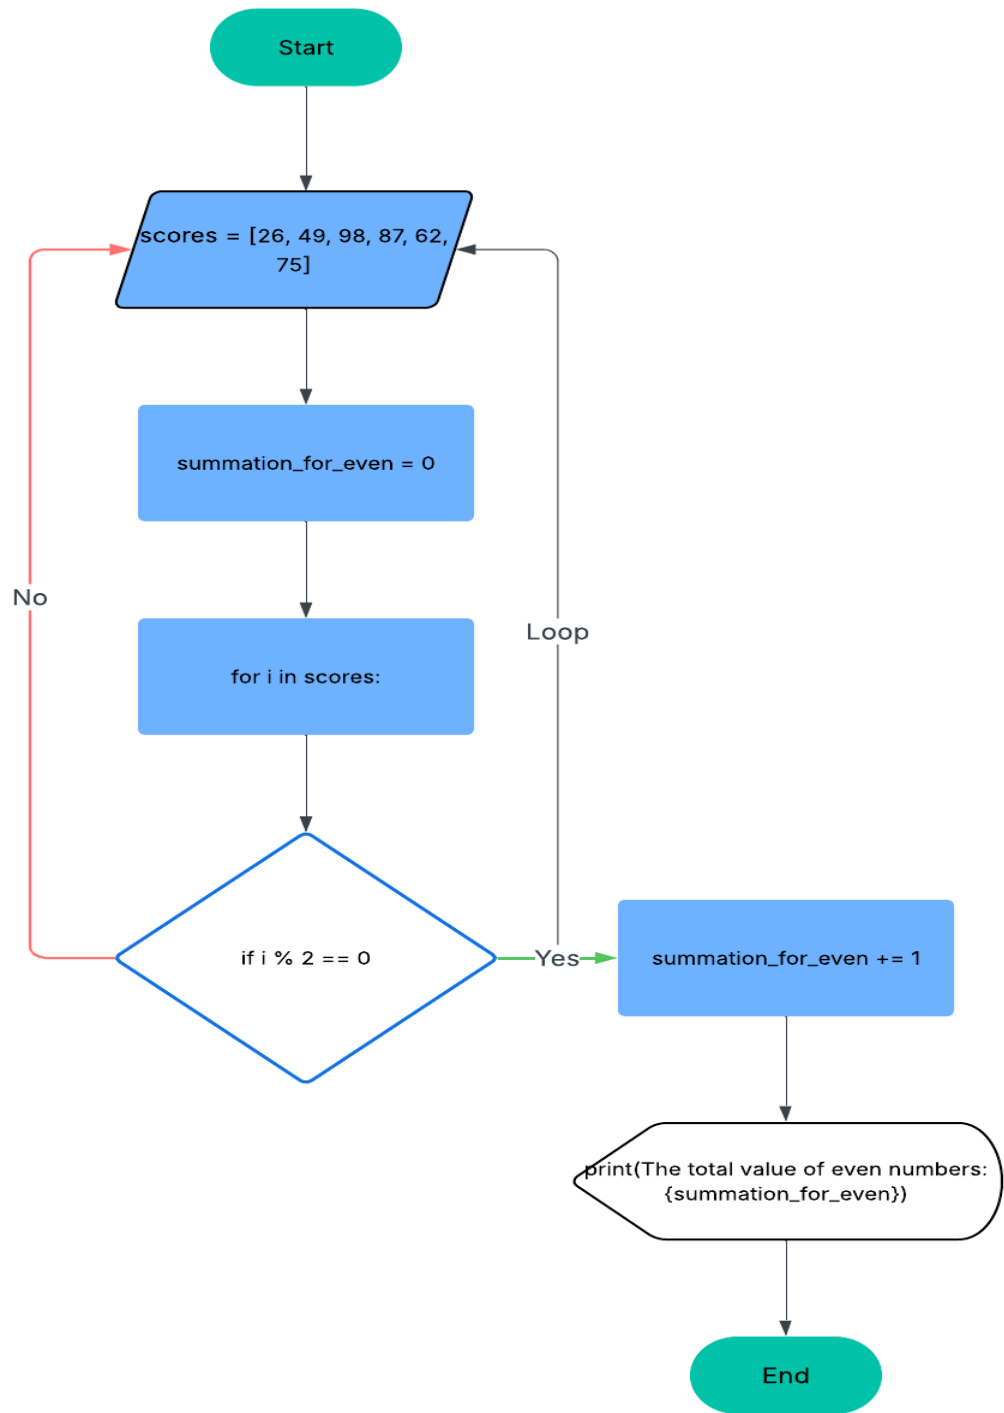 Start
scores = [26, 49, 98, 87, 62,
75]
summation_for_even = 0
No
Loop
for i in scores:
if i % 2 == 0
Yes
summation_for_even += 1
print(The total value of even numbers:
{summation_for_even})
End